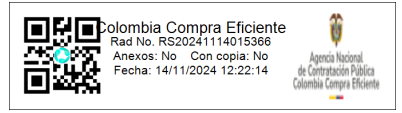 Colombia Compra Eficiente
Rad No. RS20241114015366
Anexos: No Con copia: No
Fecha: 14/11/2024 12:22:14
Agencia Nacional
de Contratación Pública
Colombia Compra Eficiente